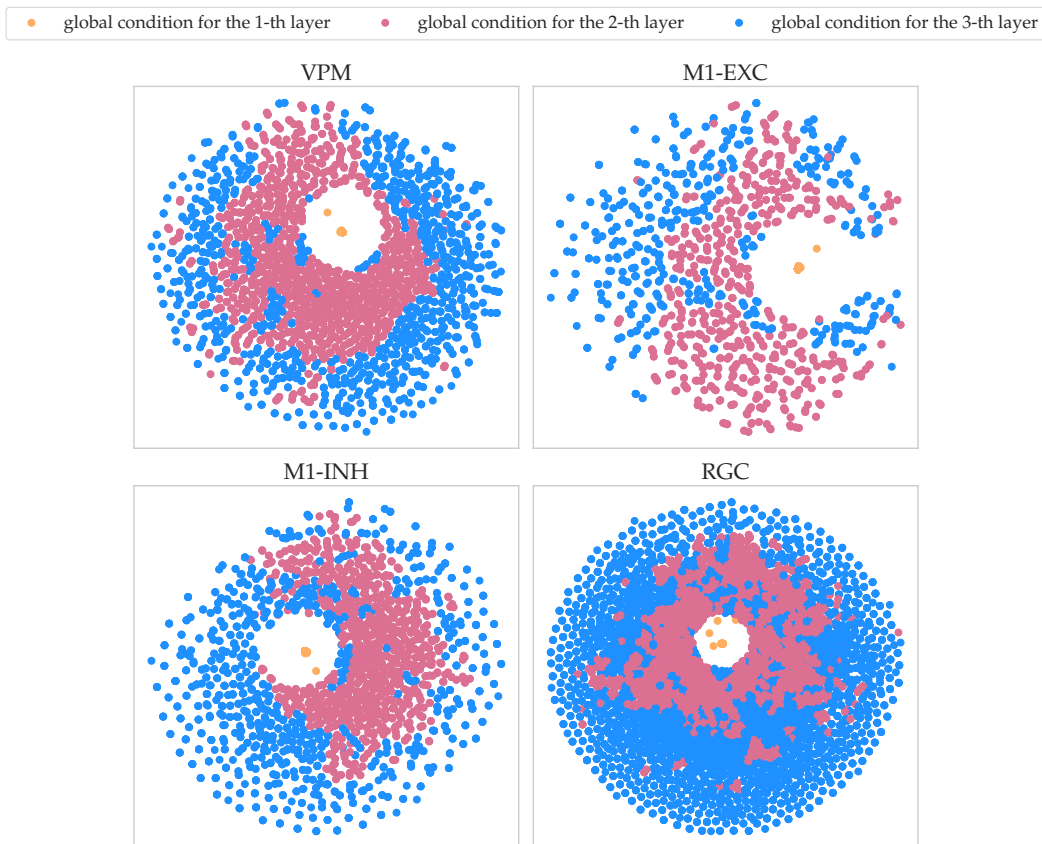 global condition for the 1-th layer global condition for the 2-th layer global condition for the 3-th layer
VPM M1-EXC
M1-INH RGC